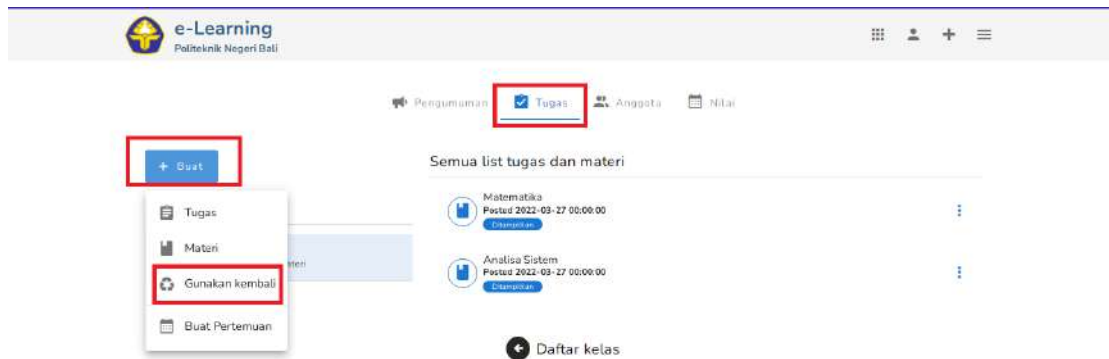 e-Learning
Politeknik Negeri Bali
Pengumuman Tugas Anggota Nilai
+ Buat
Tugas
Materi
Gunakan kembali
Buat Pertemuan
ateri
Semua list tugas dan materi
Matematika
Posted 2022-03-27 00:00:00
Ditampilkan
Analisa Sistem
Posted 2022-03-27 00:00:00
Ditampilkan
Daftar kelas